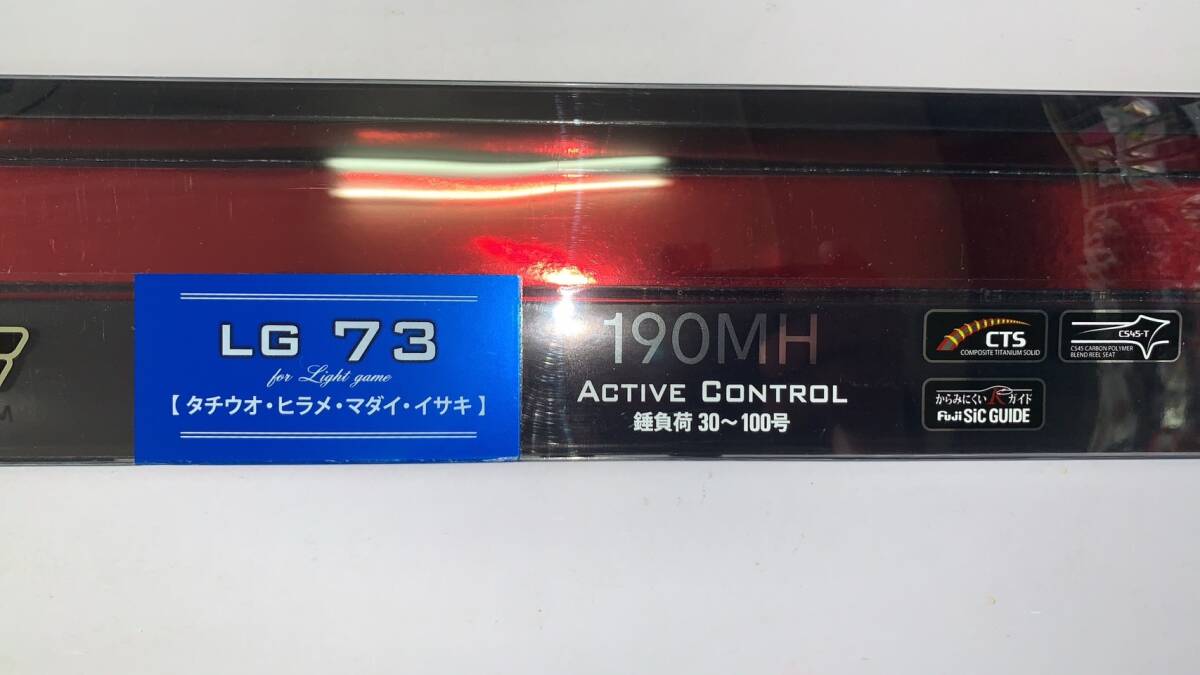 LG 73
for Light game
【 タチウオ・ヒラメ・マダイ・イサキ 】
190MH
ACTIVE CONTROL
錘負荷 30～100号
CTS
COMPOSITE TITANIUM SOLID
CS45-T
CS45 CARBON POLYMER
BLEND REEL SEAT
からみにくい Kガイド
Fuji SiC GUIDE